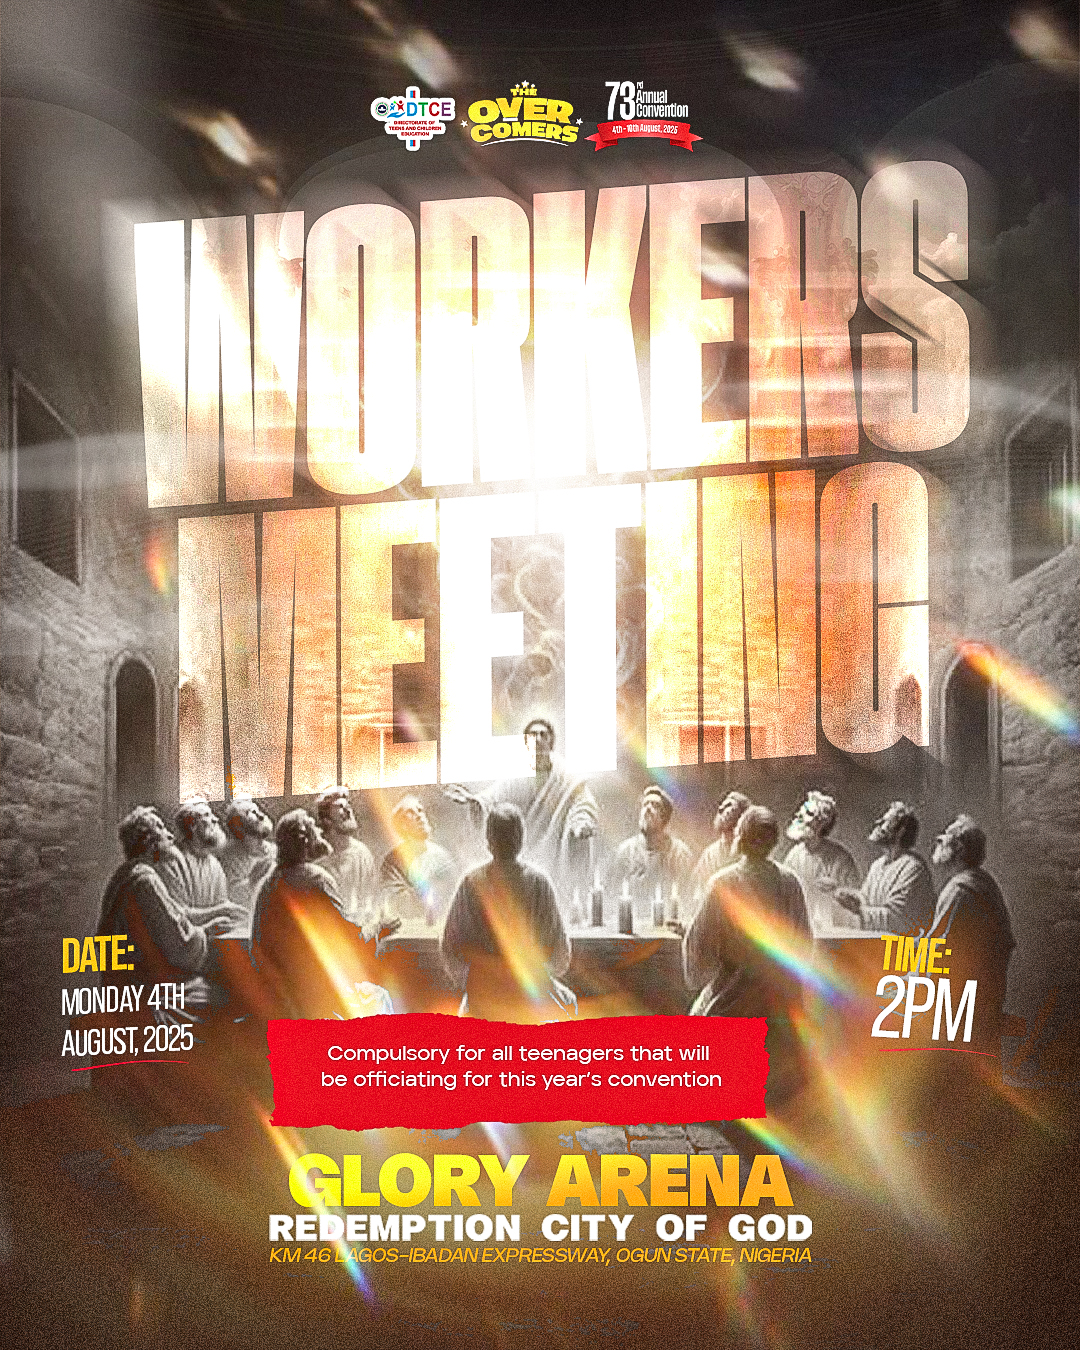 DTCE
DIRECTORATE OF
TEENS AND CHILDREN
EDUCATION
THE
OVER
COMERS
73rd Annual
Convention
4th - 10th August, 2025
WORKERS
MEETING
DATE:
MONDAY 4TH
AUGUST, 2025
TIME:
2PM
Compulsory for all teenagers that will
be officiating for this year's convention
GLORY ARENA
REDEMPTION CITY OF GOD
KM 46 LAGOS-IBADAN EXPRESSWAY, OGUN STATE, NIGERIA